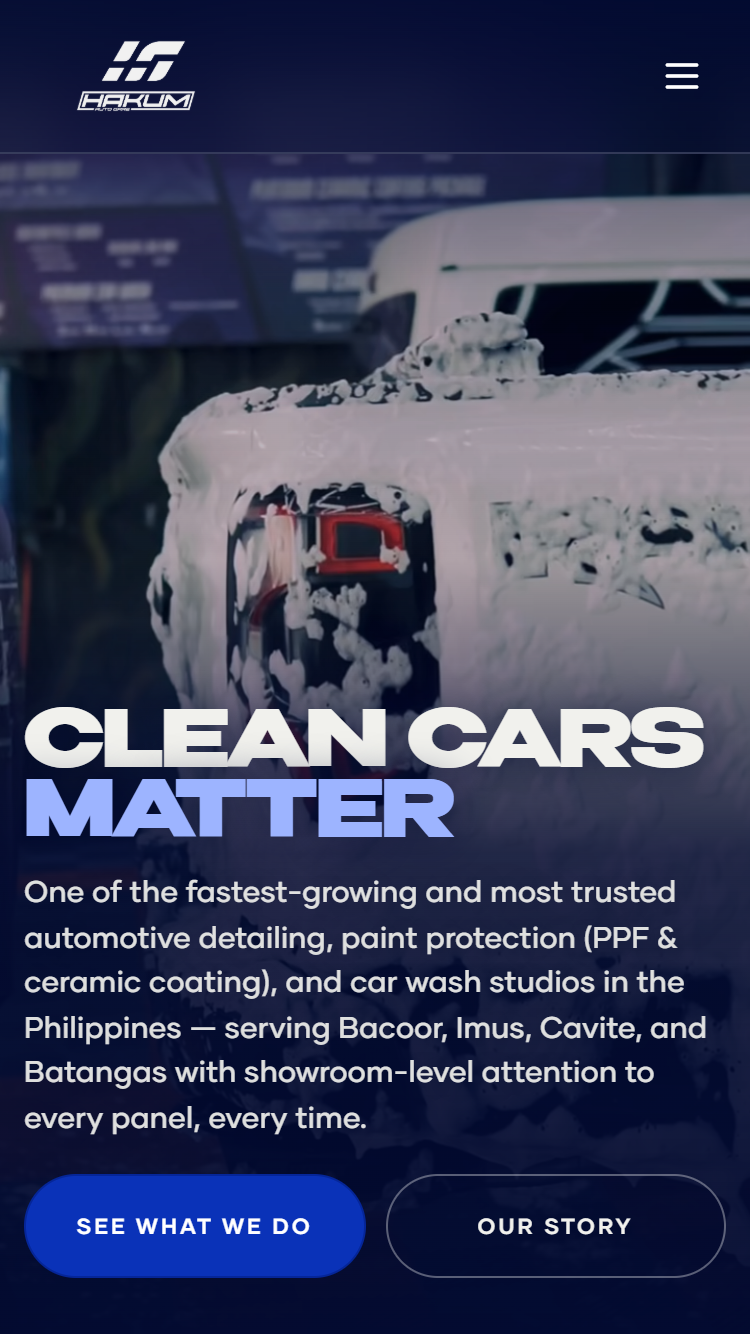 HAKUM
AUTO CARE
CLEAN CARS
MATTER
One of the fastest-growing and most trusted
automotive detailing, paint protection (PPF &
ceramic coating), and car wash studios in the
Philippines — serving Bacoor, Imus, Cavite, and
Batangas with showroom-level attention to
every panel, every time.
SEE WHAT WE DO
OUR STORY